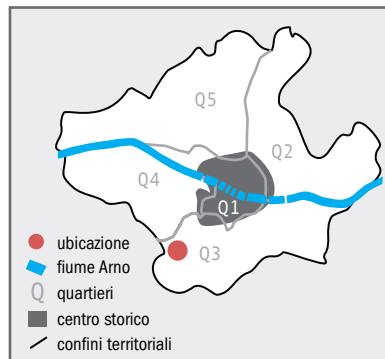 Q5
Q2
Q4
Q1
Q3
ubicazione
fiume Arno
Q quartieri
centro storico
confini territoriali